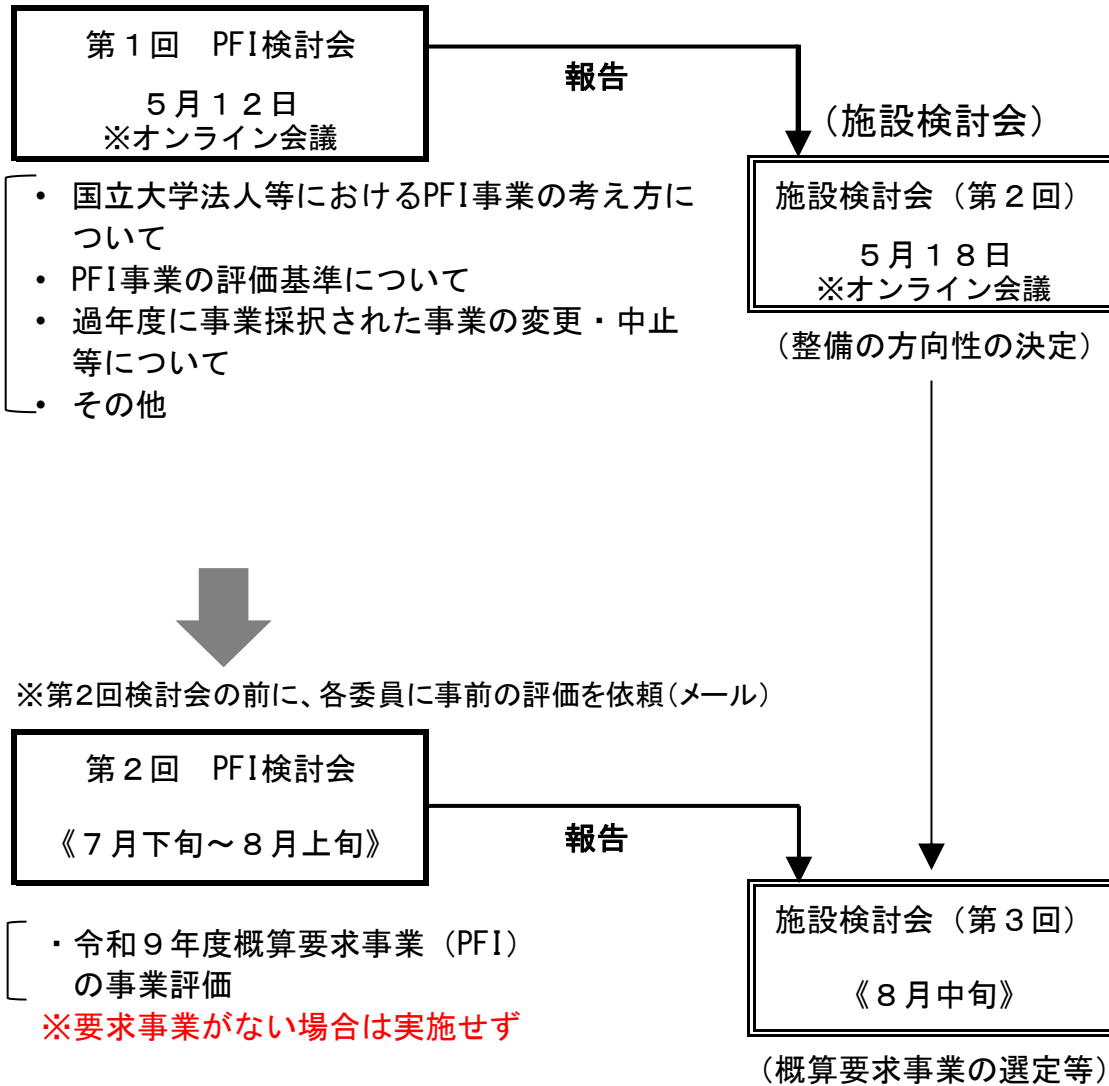 第１回　PFI検討会
５月１２日
※オンライン会議
報告
（施設検討会）
施設検討会（第２回）
５月１８日
※オンライン会議
（整備の方向性の決定）
• 国立大学法人等におけるPFI事業の考え方に
ついて
• PFI事業の評価基準について
• 過年度に事業採択された事業の変更・中止
等について
• その他
※第2回検討会の前に、各委員に事前の評価を依頼（メール）
第２回　PFI検討会
《７月下旬～８月上旬》
報告
施設検討会（第３回）
《８月中旬》
（概算要求事業の選定等）
・令和９年度概算要求事業（PFI）
の事業評価
※要求事業がない場合は実施せず